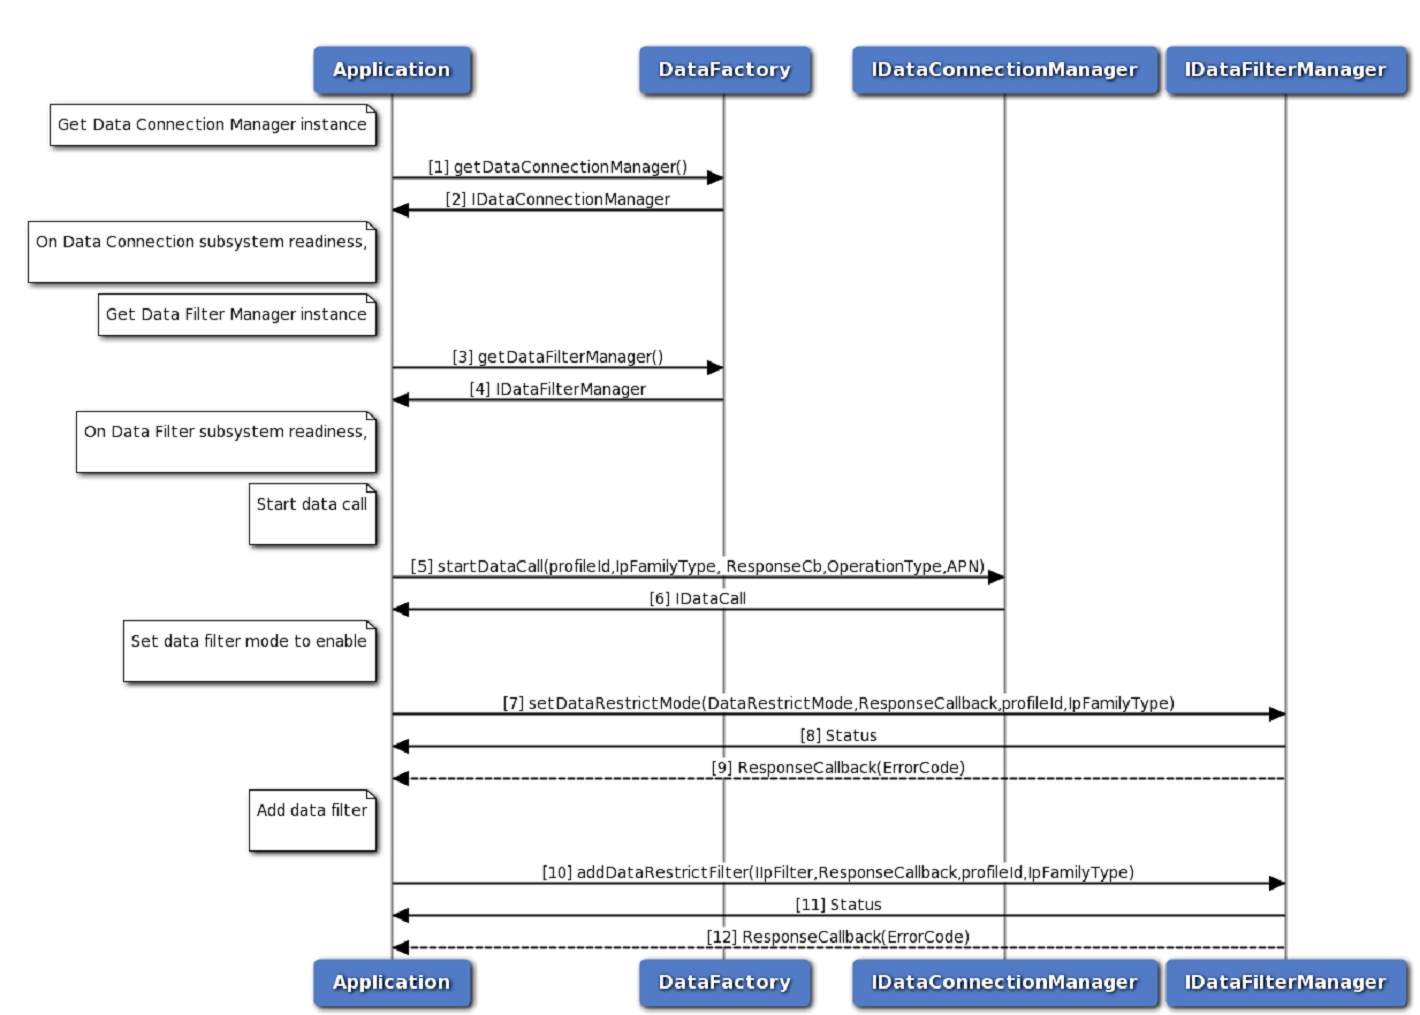 Application
DataFactory
IDataConnectionManager
IDataFilterManager
Get Data Connection Manager instance
[1] getDataConnectionManager()
[2] IDataConnectionManager
On Data Connection subsystem readiness,
Get Data Filter Manager instance
[3] getDataFilterManager()
[4] IDataFilterManager
On Data Filter subsystem readiness,
Start data call
[5] startDataCall(profileId,IpFamilyType, ResponseCb,OperationType,APN)
[6] IDataCall
Set data filter mode to enable
[7] setDataRestrictMode(DataRestrictMode,ResponseCallback,profileId,IpFamilyType)
[8] Status
[9] ResponseCallback(ErrorCode)
Add data filter
[10] addDataRestrictFilter(IIpFilter,ResponseCallback,profileId,IpFamilyType)
[11] Status
[12] ResponseCallback(ErrorCode)
Application
DataFactory
IDataConnectionManager
IDataFilterManager